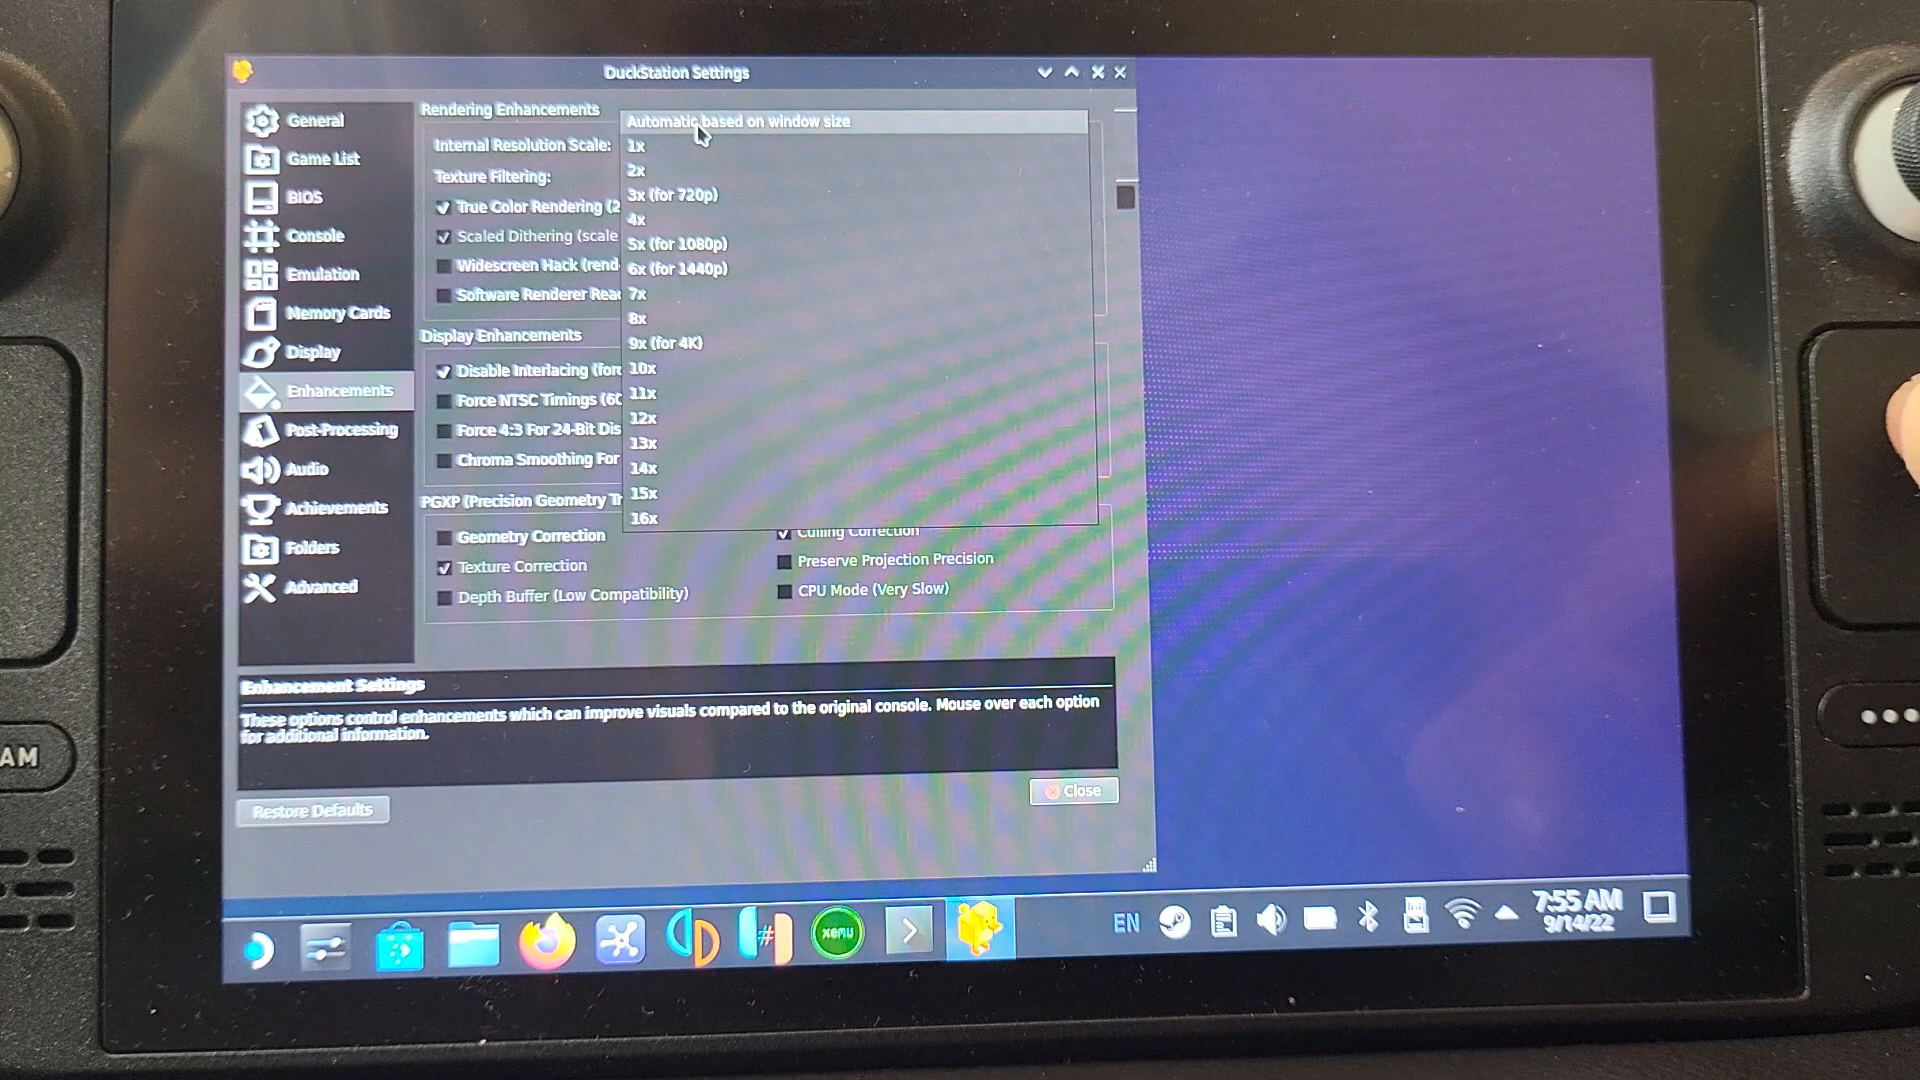 DuckStation Settings
General
Game List
BIOS
Console
Emulation
Memory Cards
Display
Enhancements
Post-Processing
Audio
Achievements
Folders
Advanced
Rendering Enhancements
Internal Resolution Scale:
Texture Filtering:
True Color Rendering (2
Scaled Dithering (scale
Widescreen Hack (rend
Software Renderer Rea
Automatic based on window size
1x
2x
3x (for 720p)
4x
5x (for 1080p)
6x (for 1440p)
7x
8x
9x (for 4K)
10x
11x
12x
13x
14x
15x
16x
Display Enhancements
Disable Interlacing (forc
Force NTSC Timings (60
Force 4:3 For 24-Bit Dis
Chroma Smoothing For
PGXP (Precision Geometry Tr
Geometry Correction
Culling Correction
Texture Correction
Preserve Projection Precision
Depth Buffer (Low Compatibility)
CPU Mode (Very Slow)
Enhancement Settings
These options control enhancements which can improve visuals compared to the original console. Mouse over each option
for additional information.
Restore Defaults
Close
AM
xemu
EN
7:55 AM
9/14/22